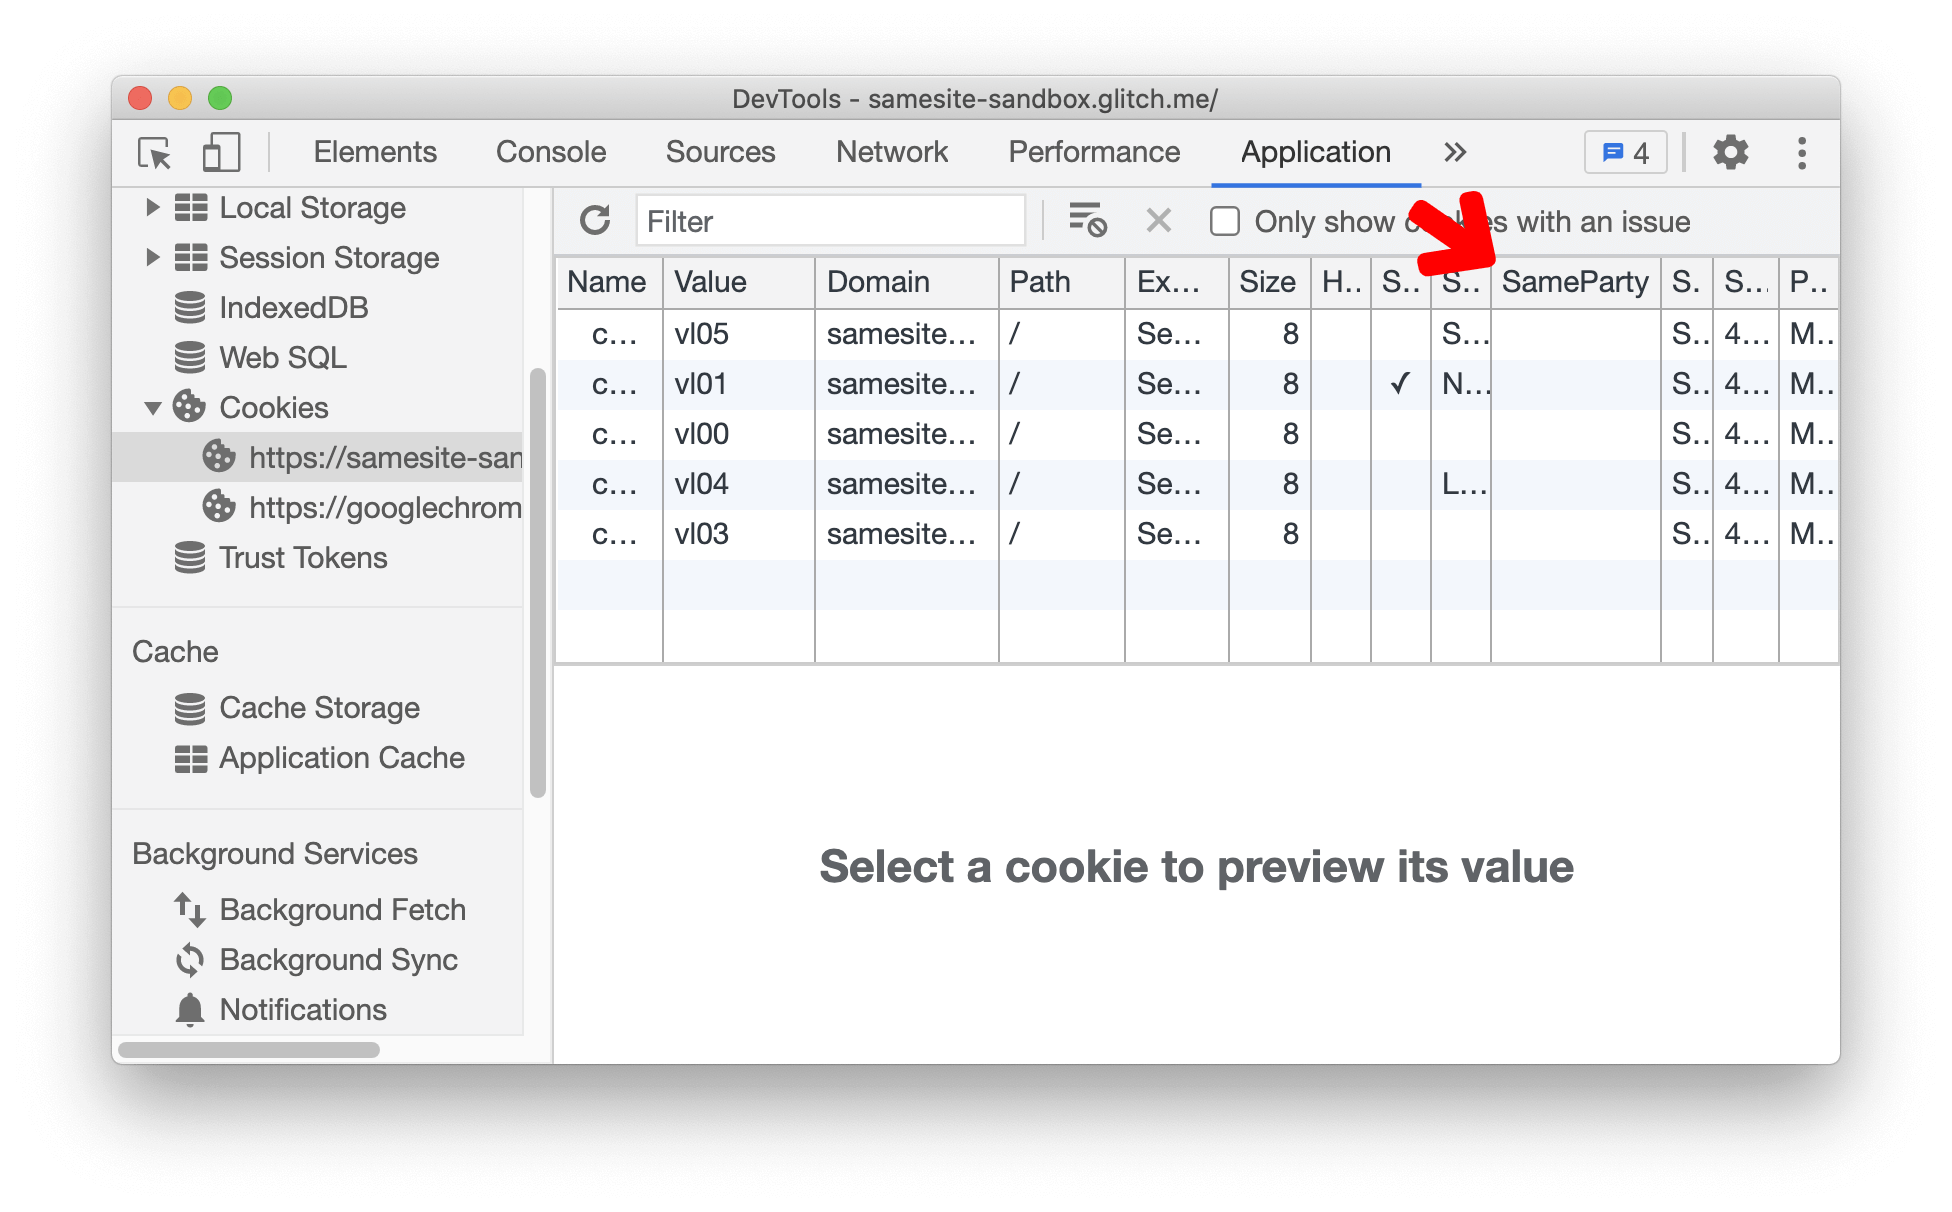 DevTools - samesite-sandbox.glitch.me/
Elements Console Sources Network Performance Application 4
Local Storage
Session Storage
IndexedDB
Web SQL
Cookies
https://samesite-san
https://googlechrom
Trust Tokens
Cache
Cache Storage
Application Cache
Background Services
Background Fetch
Background Sync
Notifications
Filter Only show cookies with an issue
Name Value Domain Path Ex... Size H.. S.. S.. SameParty S. S... P..
c... vl05 samesite... / Se... 8 S... S.. 4... M..
c... vl01 samesite... / Se... 8 ✓ N... S.. 4... M..
c... vl00 samesite... / Se... 8 S.. 4... M..
c... vl04 samesite... / Se... 8 L... S.. 4... M..
c... vl03 samesite... / Se... 8 S.. 4... M..
Select a cookie to preview its value